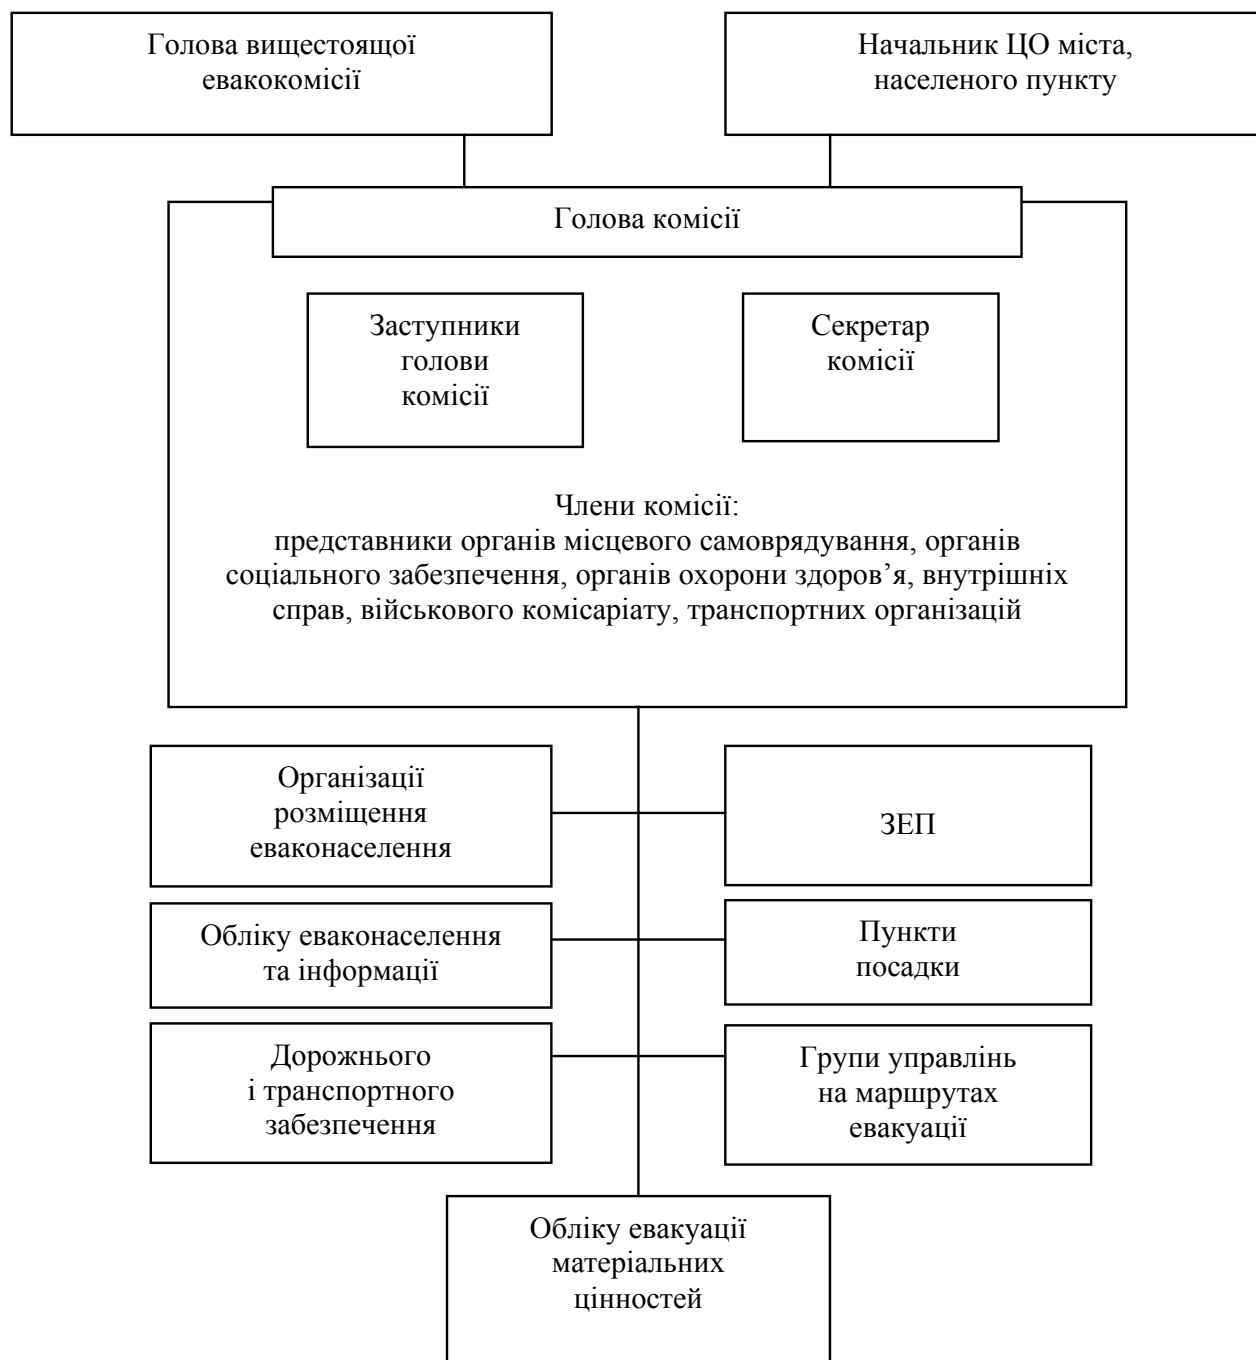 Голова вищестоящої
евакокомісії
Начальник ЦО міста,
населеного пункту
Голова комісії
Заступники
голови
комісії
Секретар
комісії
Члени комісії:
представники органів місцевого самоврядування, органів
соціального забезпечення, органів охорони здоров’я, внутрішніх
справ, військового комісаріату, транспортних організацій
Організації
розміщення
еваконаселення
ЗЕП
Обліку еваконаселення
та інформації
Пункти
посадки
Дорожнього
і транспортного
забезпечення
Групи управлінь
на маршрутах
евакуації
Обліку евакуації
матеріальних
цінностей